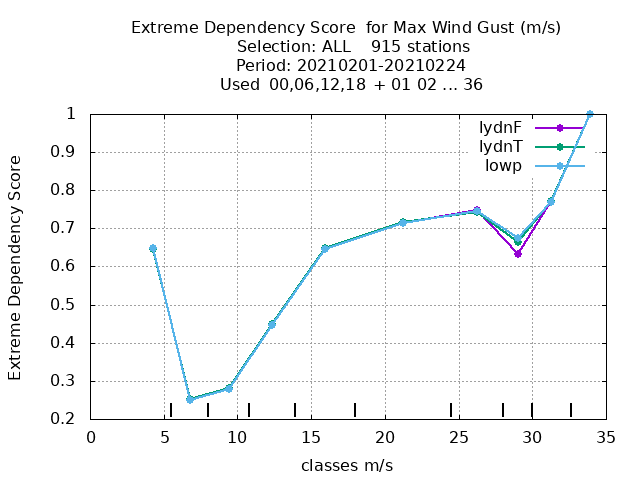 Extreme Dependency Score  for Max Wind Gust (m/s)
Selection: ALL    915 stations
Period: 20210201-20210224
Used  00,06,12,18  + 01 02 ... 36
Extreme Dependency Score
1
0.9
0.8
0.7
0.6
0.5
0.4
0.3
0.2
lydnF
lydnT
lowp
0 5 10 15 20 25 30 35
classes m/s